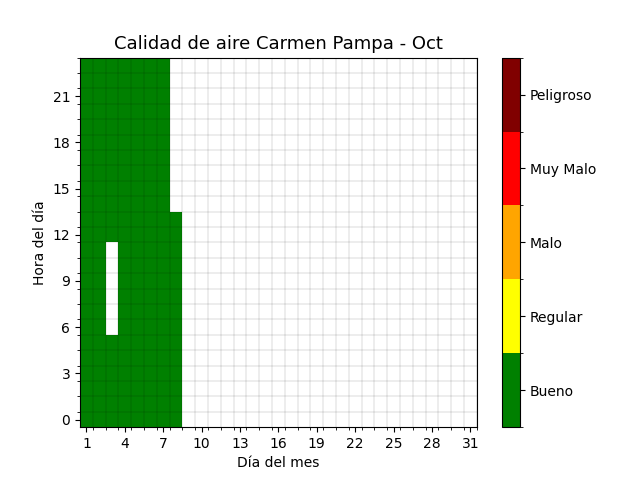 Calidad de aire Carmen Pampa - Oct
Hora del día
21
18
15
12
9
6
3
0
1 4 7 10 13 16 19 22 25 28 31
Día del mes
Peligroso
Muy Malo
Malo
Regular
Bueno